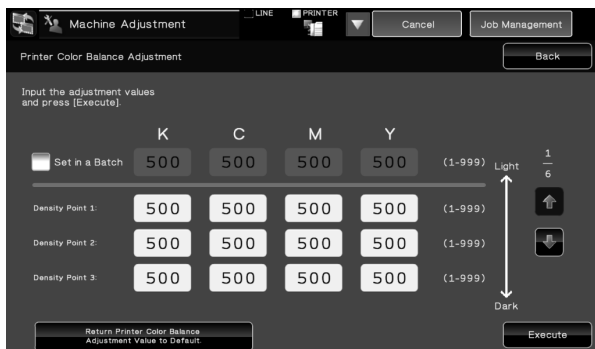 Machine Adjustment
LINE
PRINTER
Cancel
Job Management
Printer Color Balance Adjustment
Back
Input the adjustment values
and press [Execute].
K C M Y
Set in a Batch 500 500 500 500 (1-999) Light 1
6
Density Point 1: 500 500 500 500 (1-999)
Density Point 2: 500 500 500 500 (1-999)
Density Point 3: 500 500 500 500 (1-999)
Dark
Return Printer Color Balance
Adjustment Value to Default.
Execute